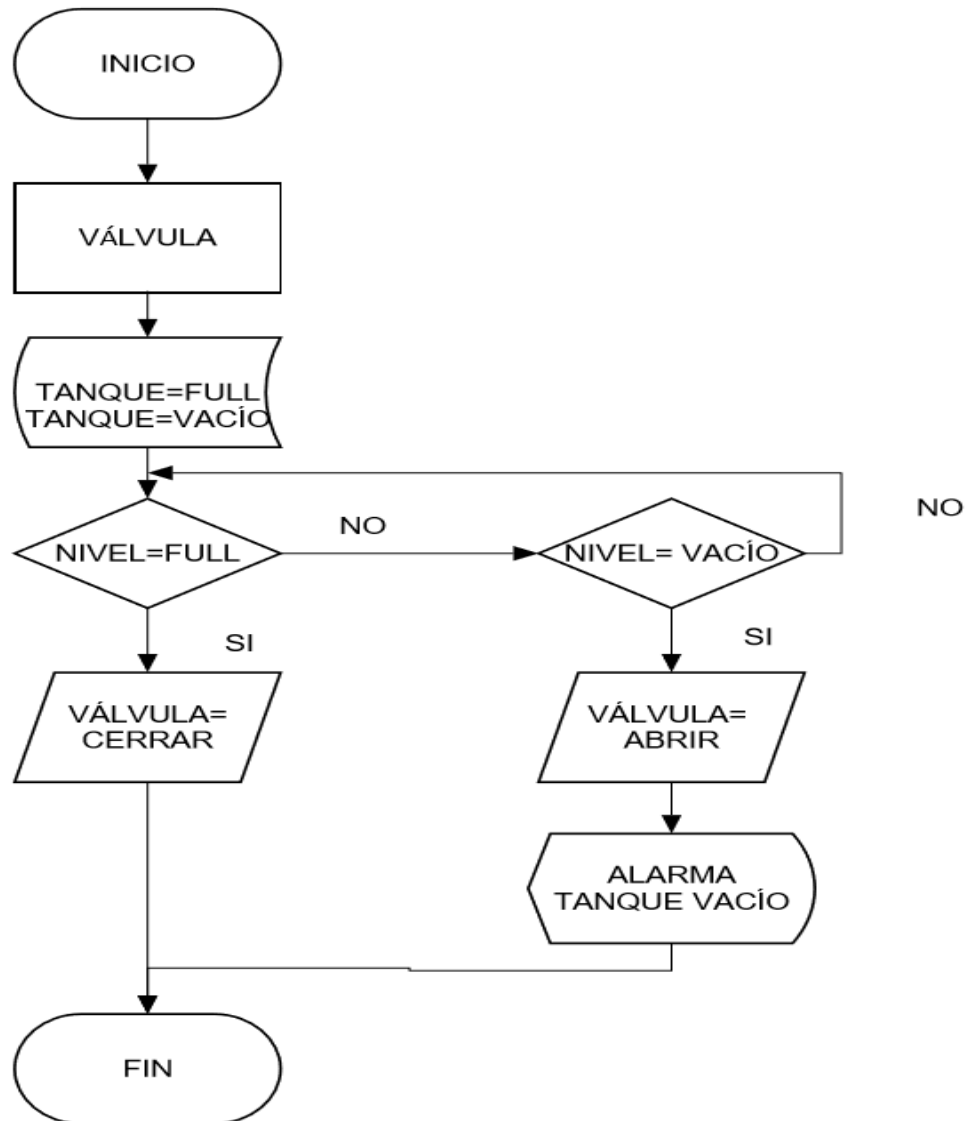 INICIO
VÁLVULA
TANQUE=FULL
TANQUE=VACÍO
NIVEL=FULL
NO
NIVEL= VACÍO
NO
SI
SI
VÁLVULA=
CERRAR
VÁLVULA=
ABRIR
ALARMA
TANQUE VACÍO
FIN